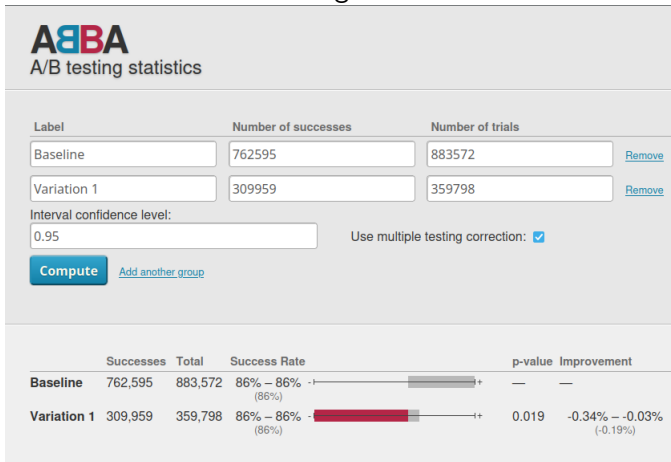 ABBA
A/B testing statistics
Label Number of successes Number of trials
Baseline 762595 883572 Remove
Variation 1 309959 359798 Remove
Interval confidence level:
0.95 Use multiple testing correction:
Compute Add another group
Successes Total Success Rate p-value Improvement
Baseline 762,595 883,572 86% – 86% - + — —
(86%)
Variation 1 309,959 359,798 86% – 86% - + 0.019 -0.34% – -0.03%
(86%) (-0.19%)